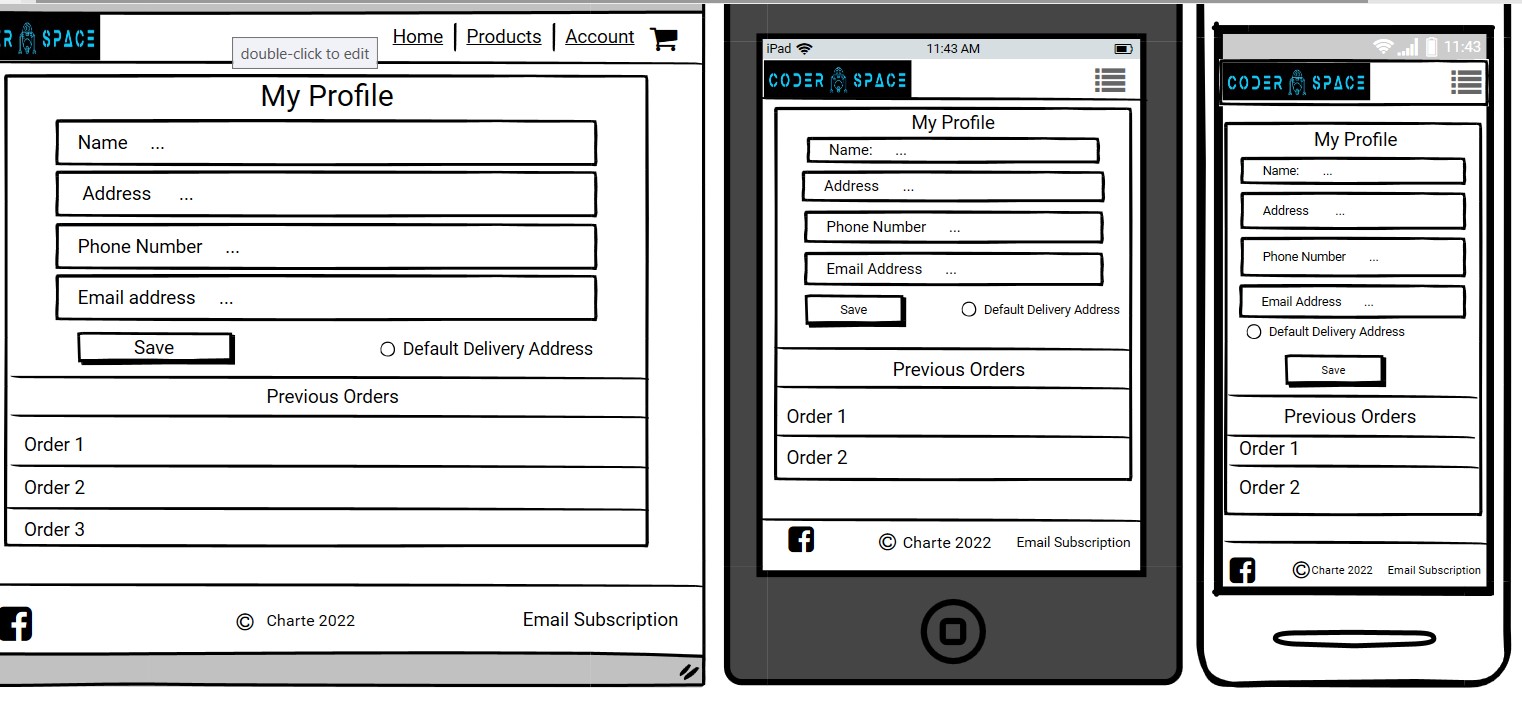 ER SPACE
double-click to edit
Home Products Account
My Profile
Name ...
Address ...
Phone Number ...
Email address ...
Save
Default Delivery Address
Previous Orders
Order 1
Order 2
Order 3
© Charte 2022
Email Subscription
iPad 11:43 AM
CODER SPACE
My Profile
Name: ...
Address ...
Phone Number ...
Email Address ...
Save
Default Delivery Address
Previous Orders
Order 1
Order 2
© Charte 2022
Email Subscription
11:43
CODER SPACE
My Profile
Name: ...
Address ...
Phone Number ...
Email Address ...
Default Delivery Address
Save
Previous Orders
Order 1
Order 2
© Charte 2022
Email Subscription